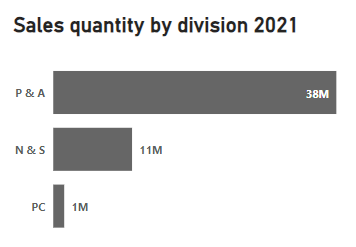 Sales quantity by division 2021
P & A 38M
N & S 11M
PC 1M